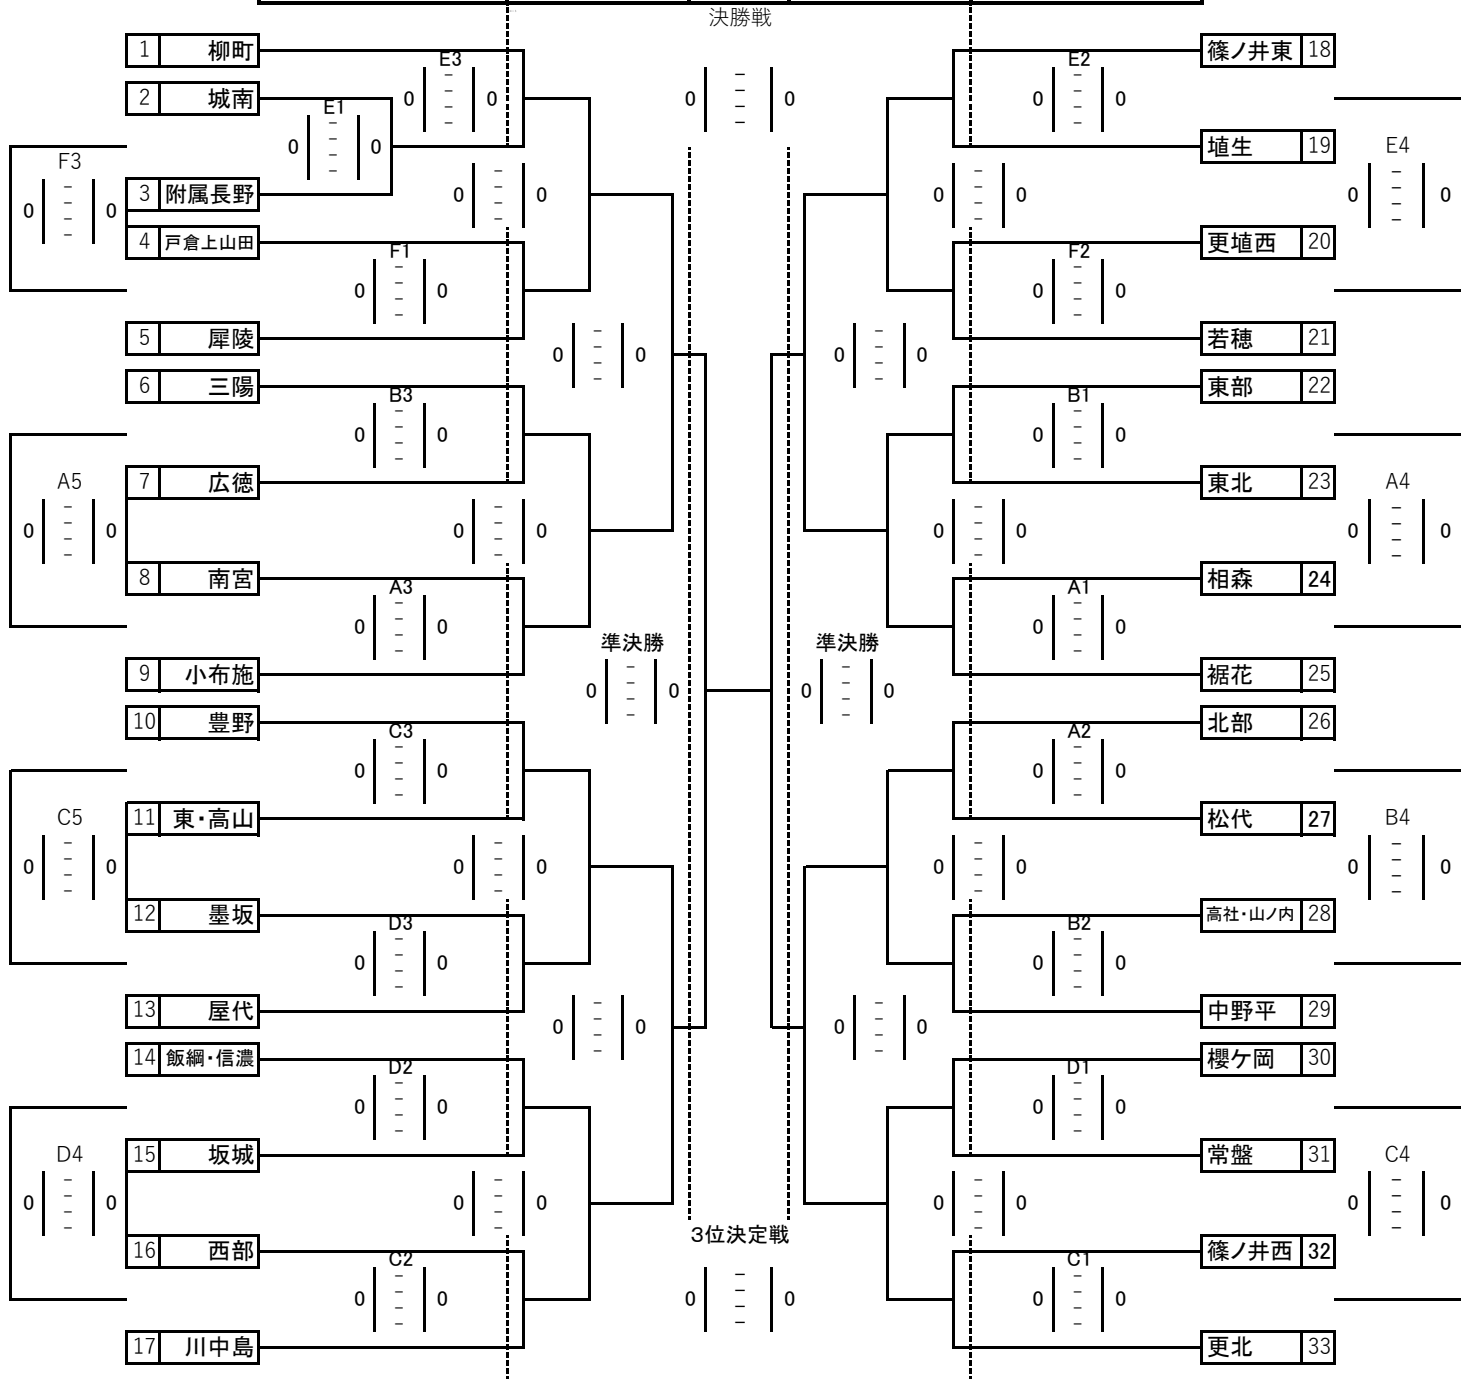 決勝戦
1 柳町
2 城南
3 附属長野
4 戸倉上山田
5 犀陵
6 三陽
7 広徳
8 南宮
9 小布施
10 豊野
11 東・高山
12 墨坂
13 屋代
14 飯綱・信濃
15 坂城
16 西部
17 川中島
F3
0 - - - - 0
A5
0 - - - - 0
C5
0 - - - - 0
D4
0 - - - - 0
E1
0 - - - - 0
E3
0 - - - - 0
F1
0 - - - - 0
B3
0 - - - - 0
A3
0 - - - - 0
C3
0 - - - - 0
D3
0 - - - - 0
D2
0 - - - - 0
C2
0 - - - - 0
0 - - - - 0
0 - - - - 0
0 - - - - 0
0 - - - - 0
0 - - - - 0
0 - - - - 0
準決勝
0 - - - - 0
0 - - - - 0
3位決定戦
0 - - - - 0
準決勝
0 - - - - 0
0 - - - - 0
0 - - - - 0
0 - - - - 0
0 - - - - 0
0 - - - - 0
0 - - - - 0
E2
0 - - - - 0
F2
0 - - - - 0
B1
0 - - - - 0
A1
0 - - - - 0
A2
0 - - - - 0
B2
0 - - - - 0
D1
0 - - - - 0
C1
0 - - - - 0
篠ノ井東 18
埴生 19
更埴西 20
若穂 21
東部 22
東北 23
相森 24
裾花 25
北部 26
松代 27
高社・山ノ内 28
中野平 29
櫻ケ岡 30
常盤 31
篠ノ井西 32
更北 33
E4
0 - - - - 0
A4
0 - - - - 0
B4
0 - - - - 0
C4
0 - - - - 0